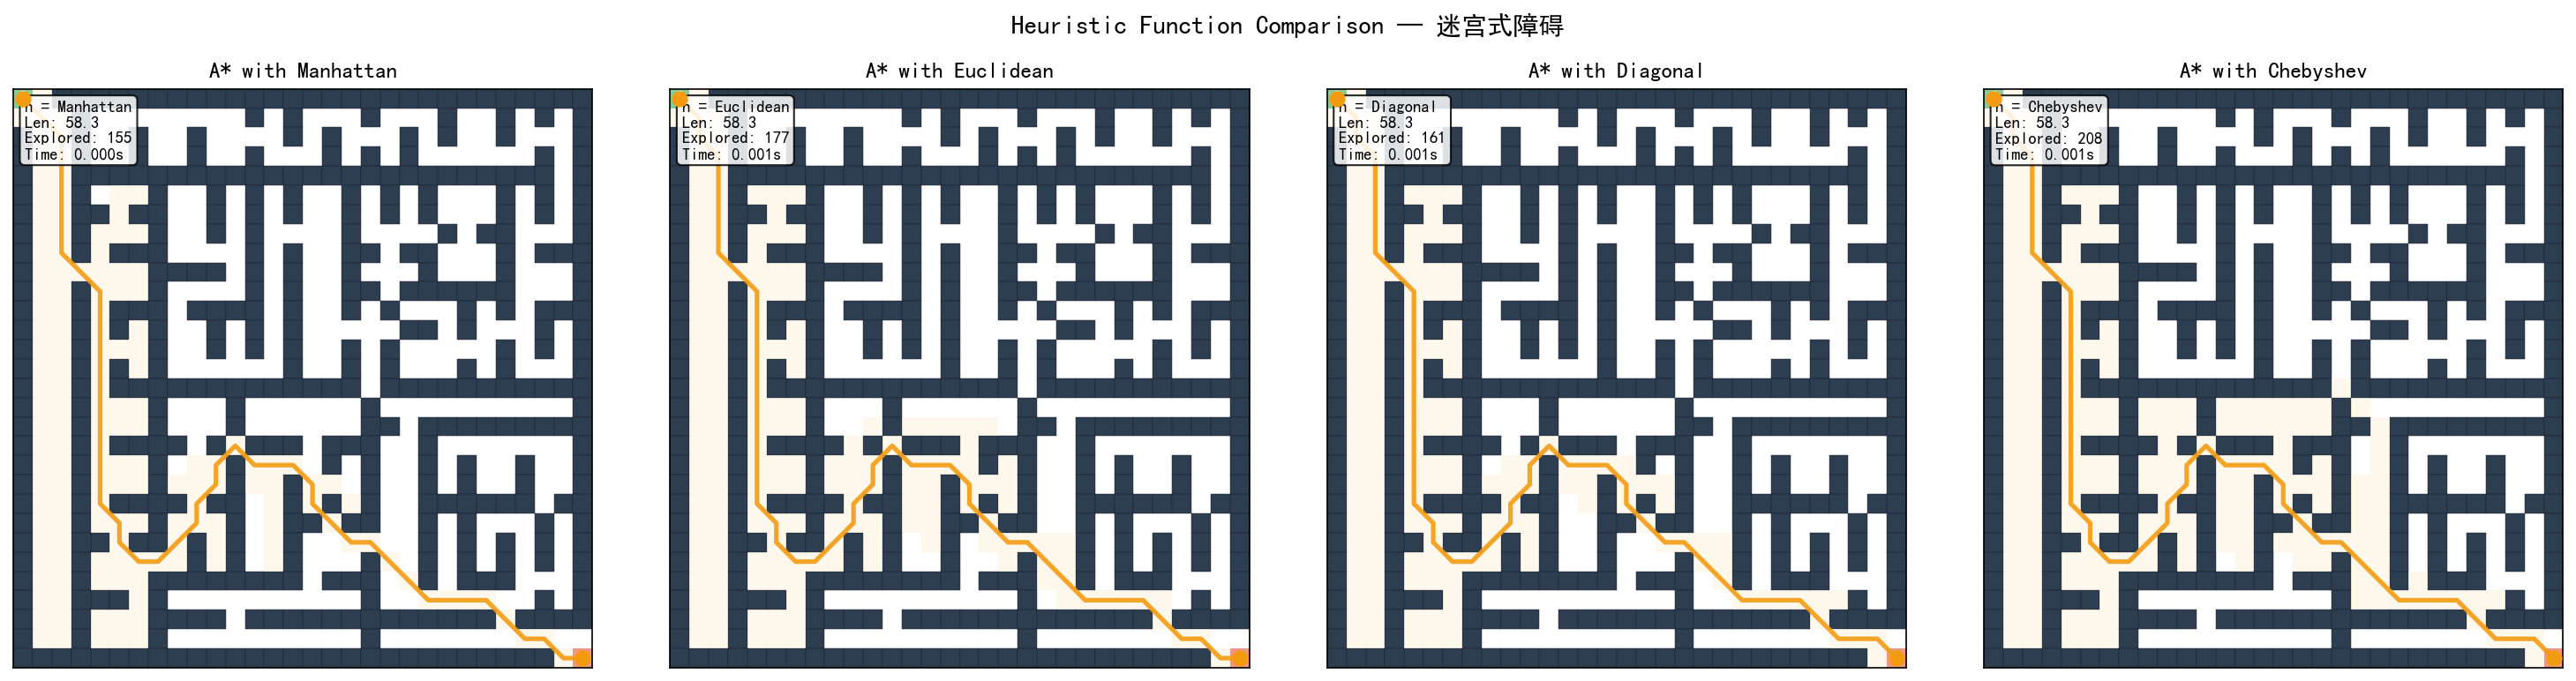 Heuristic Function Comparison — 迷宫式障碍
A* with Manhattan
h = Manhattan
Len: 58.3
Explored: 155
Time: 0.000s
A* with Euclidean
h = Euclidean
Len: 58.3
Explored: 177
Time: 0.001s
A* with Diagonal
h = Diagonal
Len: 58.3
Explored: 161
Time: 0.001s
A* with Chebyshev
h = Chebyshev
Len: 58.3
Explored: 208
Time: 0.001s